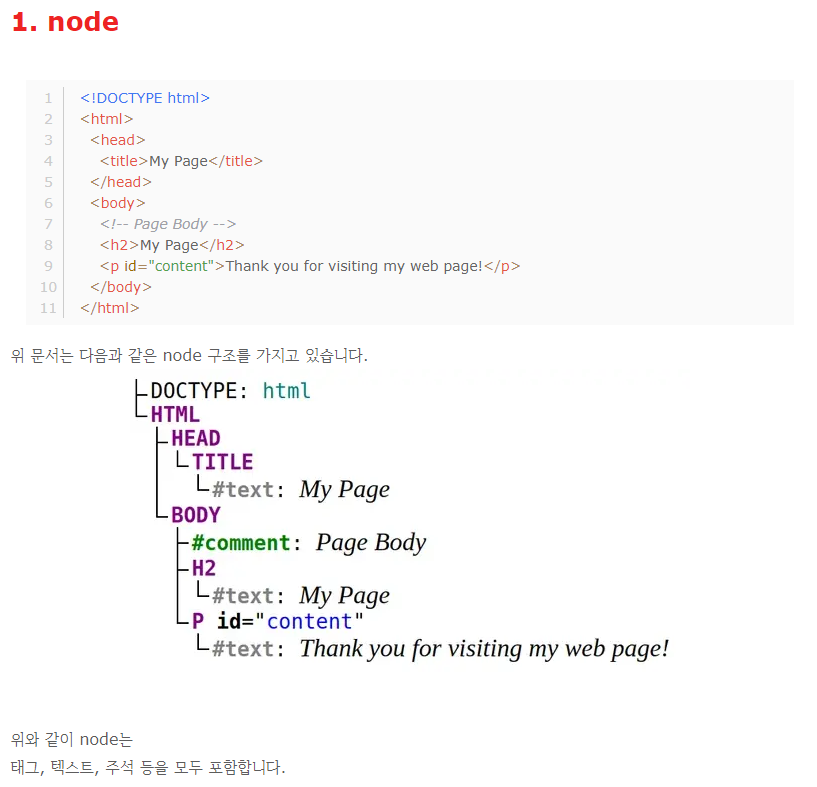 1. node
1 <!DOCTYPE html>
2 <html>
3 <head>
4 <title>My Page</title>
5 </head>
6 <body>
7 <!-- Page Body -->
8 <h2>My Page</h2>
9 <p id="content">Thank you for visiting my web page!</p>
10 </body>
11 </html>
위 문서는 다음과 같은 node 구조를 가지고 있습니다.
DOCTYPE: html
HTML
HEAD
TITLE
#text: My Page
BODY
#comment: Page Body
H2
#text: My Page
P id="content"
#text: Thank you for visiting my web page!
위와 같이 node는
태그, 텍스트, 주석 등을 모두 포함합니다.